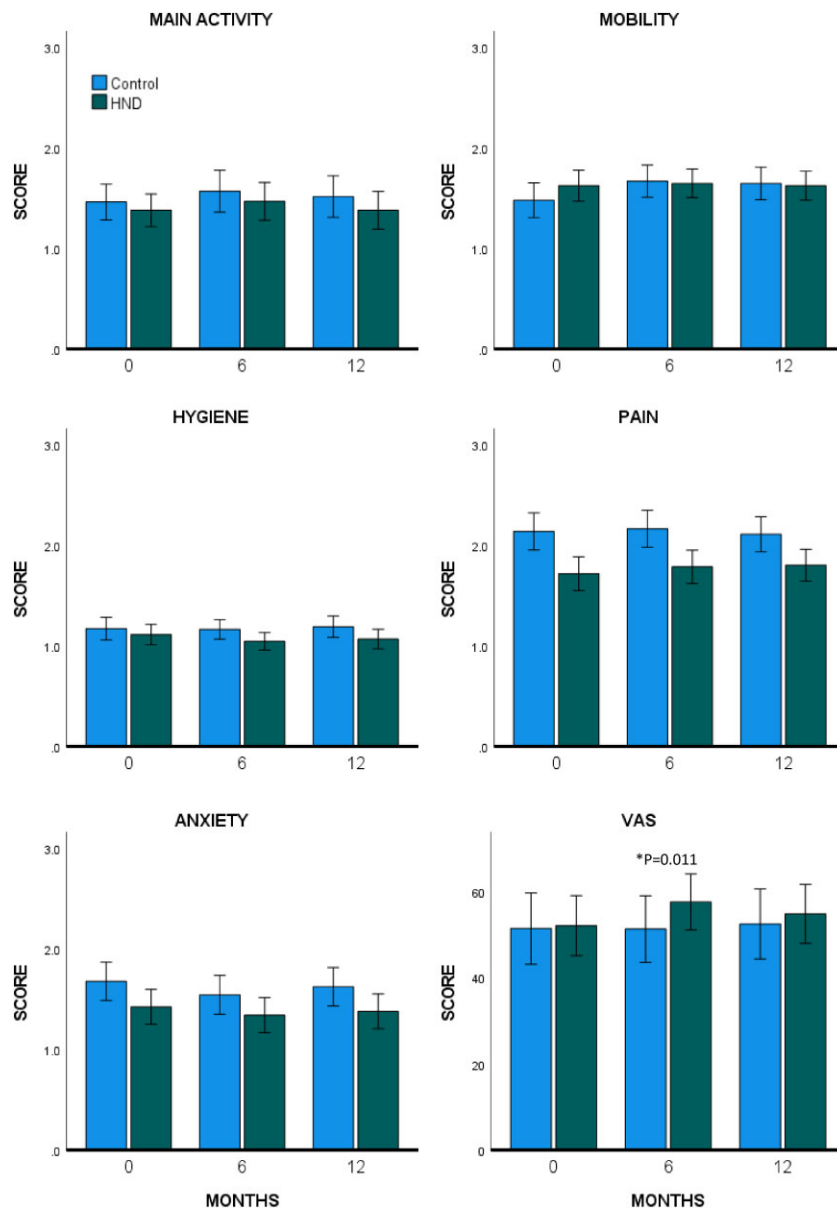 MAIN ACTIVITY
3.0
2.0
1.0
.0
SCORE
Control
HND
0
6
12
MOBILITY
3.0
2.0
1.0
.0
SCORE
0
6
12
HYGIENE
3.0
2.0
1.0
.0
SCORE
0
6
12
PAIN
3.0
2.0
1.0
.0
SCORE
0
6
12
ANXIETY
3.0
2.0
1.0
.0
SCORE
0
6
12
MONTHS
VAS
*P=0.011
60
40
20
0
SCORE
0
6
12
MONTHS